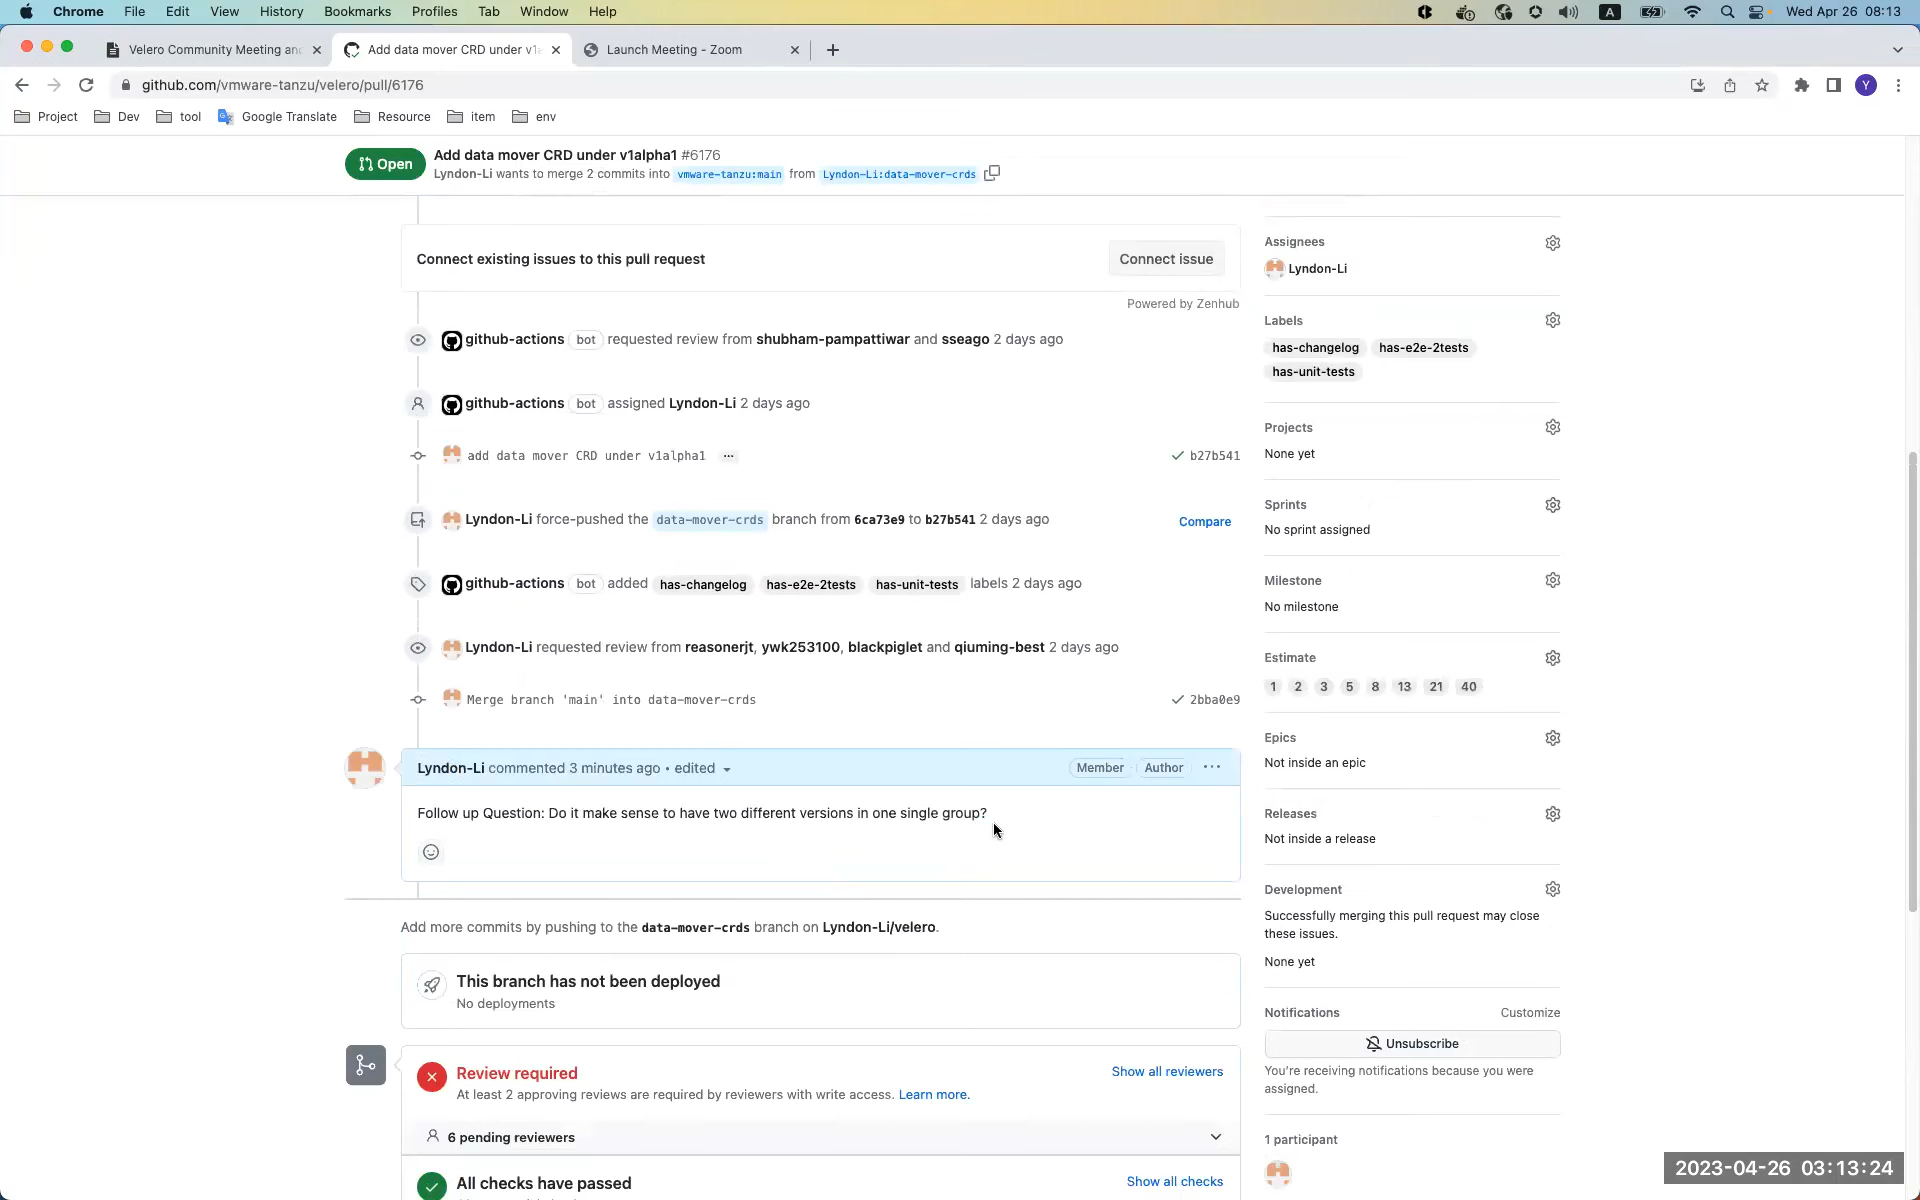 Chrome File Edit View History Bookmarks Profiles Tab Window Help A Wed Apr 26 08:13
Velero Community Meeting and Add data mover CRD under v1a Launch Meeting - Zoom
github.com/vmware-tanzu/velero/pull/6176 Y
Project Dev tool Google Translate Resource item env
Open Add data mover CRD under v1alpha1 #6176
Lyndon-Li wants to merge 2 commits into vmware-tanzu:main from Lyndon-Li:data-mover-crds
Connect existing issues to this pull request Connect issue
Powered by Zenhub
github-actions bot requested review from shubham-pampattiwar and sseago 2 days ago
github-actions bot assigned Lyndon-Li 2 days ago
add data mover CRD under v1alpha1 ... b27b541
Lyndon-Li force-pushed the data-mover-crds branch from 6ca73e9 to b27b541 2 days ago Compare
github-actions bot added has-changelog has-e2e-2tests has-unit-tests labels 2 days ago
Lyndon-Li requested review from reasonerjt, ywk253100, blackpiglet and qiuming-best 2 days ago
Merge branch 'main' into data-mover-crds 2bba0e9
Lyndon-Li commented 3 minutes ago • edited Member Author ...
Follow up Question: Do it make sense to have two different versions in one single group?
Add more commits by pushing to the data-mover-crds branch on Lyndon-Li/velero.
This branch has not been deployed
No deployments
Review required Show all reviewers
At least 2 approving reviews are required by reviewers with write access. Learn more.
6 pending reviewers
All checks have passed Show all checks
Assignees
Lyndon-Li
Labels
has-changelog has-e2e-2tests
has-unit-tests
Projects
None yet
Sprints
No sprint assigned
Milestone
No milestone
Estimate
1 2 3 5 8 13 21 40
Epics
Not inside an epic
Releases
Not inside a release
Development
Successfully merging this pull request may close
these issues.
None yet
Notifications Customize
Unsubscribe
You're receiving notifications because you were
assigned.
1 participant
2023-04-26 03:13:24